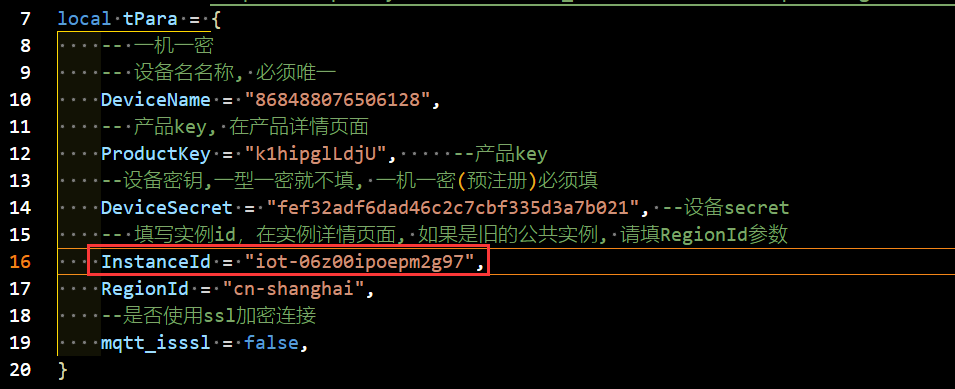 7 local tPara = {
8 -- 一机一密
9 -- 设备名名称, 必须唯一
10 DeviceName = "868488076506128",
11 -- 产品key, 在产品详情页面
12 ProductKey = "k1hipglLdjU", --产品key
13 --设备密钥,一型一密就不填, 一机一密(预注册)必须填
14 DeviceSecret = "fef32adf6dad46c2c7cbf335d3a7b021", --设备secret
15 -- 填写实例id，在实例详情页面, 如果是旧的公共实例, 请填RegionId参数
16 InstanceId = "iot-06z00ipoepm2g97",
17 RegionId = "cn-shanghai",
18 --是否使用ssl加密连接
19 mqtt_isssl = false,
20 }